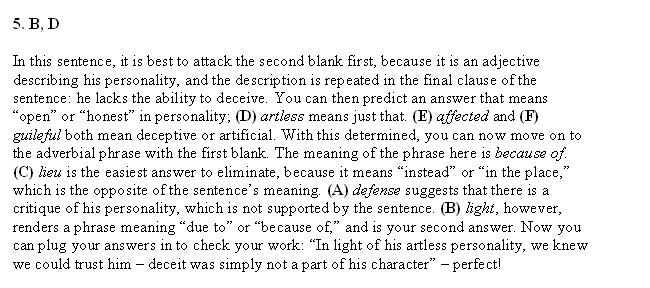 5. B, D
In this sentence, it is best to attack the second blank first, because it is an adjective
describing his personality, and the description is repeated in the final clause of the
sentence: he lacks the ability to deceive. You can then predict an answer that means
“open” or “honest” in personality; (D) artless means just that. (E) affected and (F)
guileful both mean deceptive or artificial. With this determined, you can now move on to
the adverbial phrase with the first blank. The meaning of the phrase here is because of.
(C) lieu is the easiest answer to eliminate, because it means “instead” or “in the place,”
which is the opposite of the sentence’s meaning. (A) defense suggests that there is a
critique of his personality, which is not supported by the sentence. (B) light, however,
renders a phrase meaning “due to” or “because of,” and is your second answer. Now you
can plug your answers in to check your work: “In light of his artless personality, we knew
we could trust him – deceit was simply not a part of his character” – perfect!